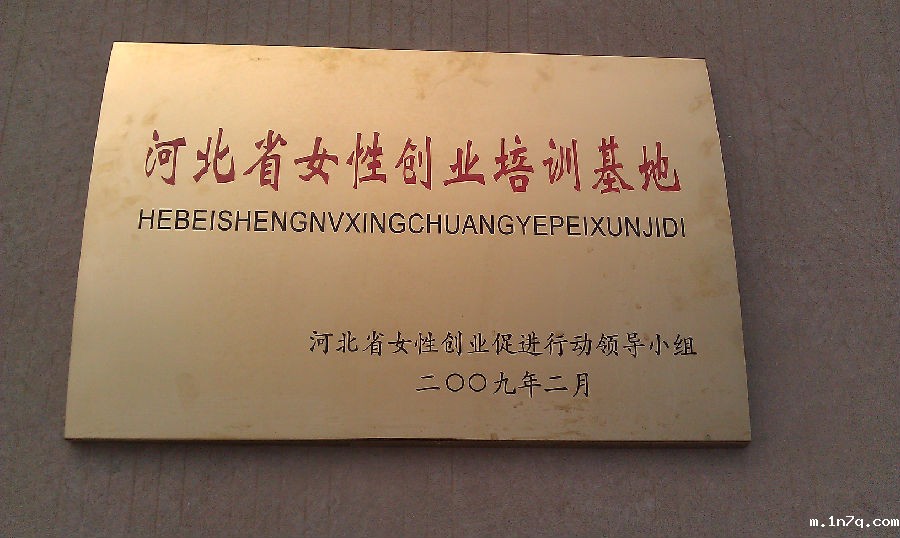 河北省女性创业培训基地
HEBEISHENGNVXINGCHUANGYEPEIXUNJIDI
河北省女性创业促进行动领导小组
二〇〇九年二月
m.1n7q.com